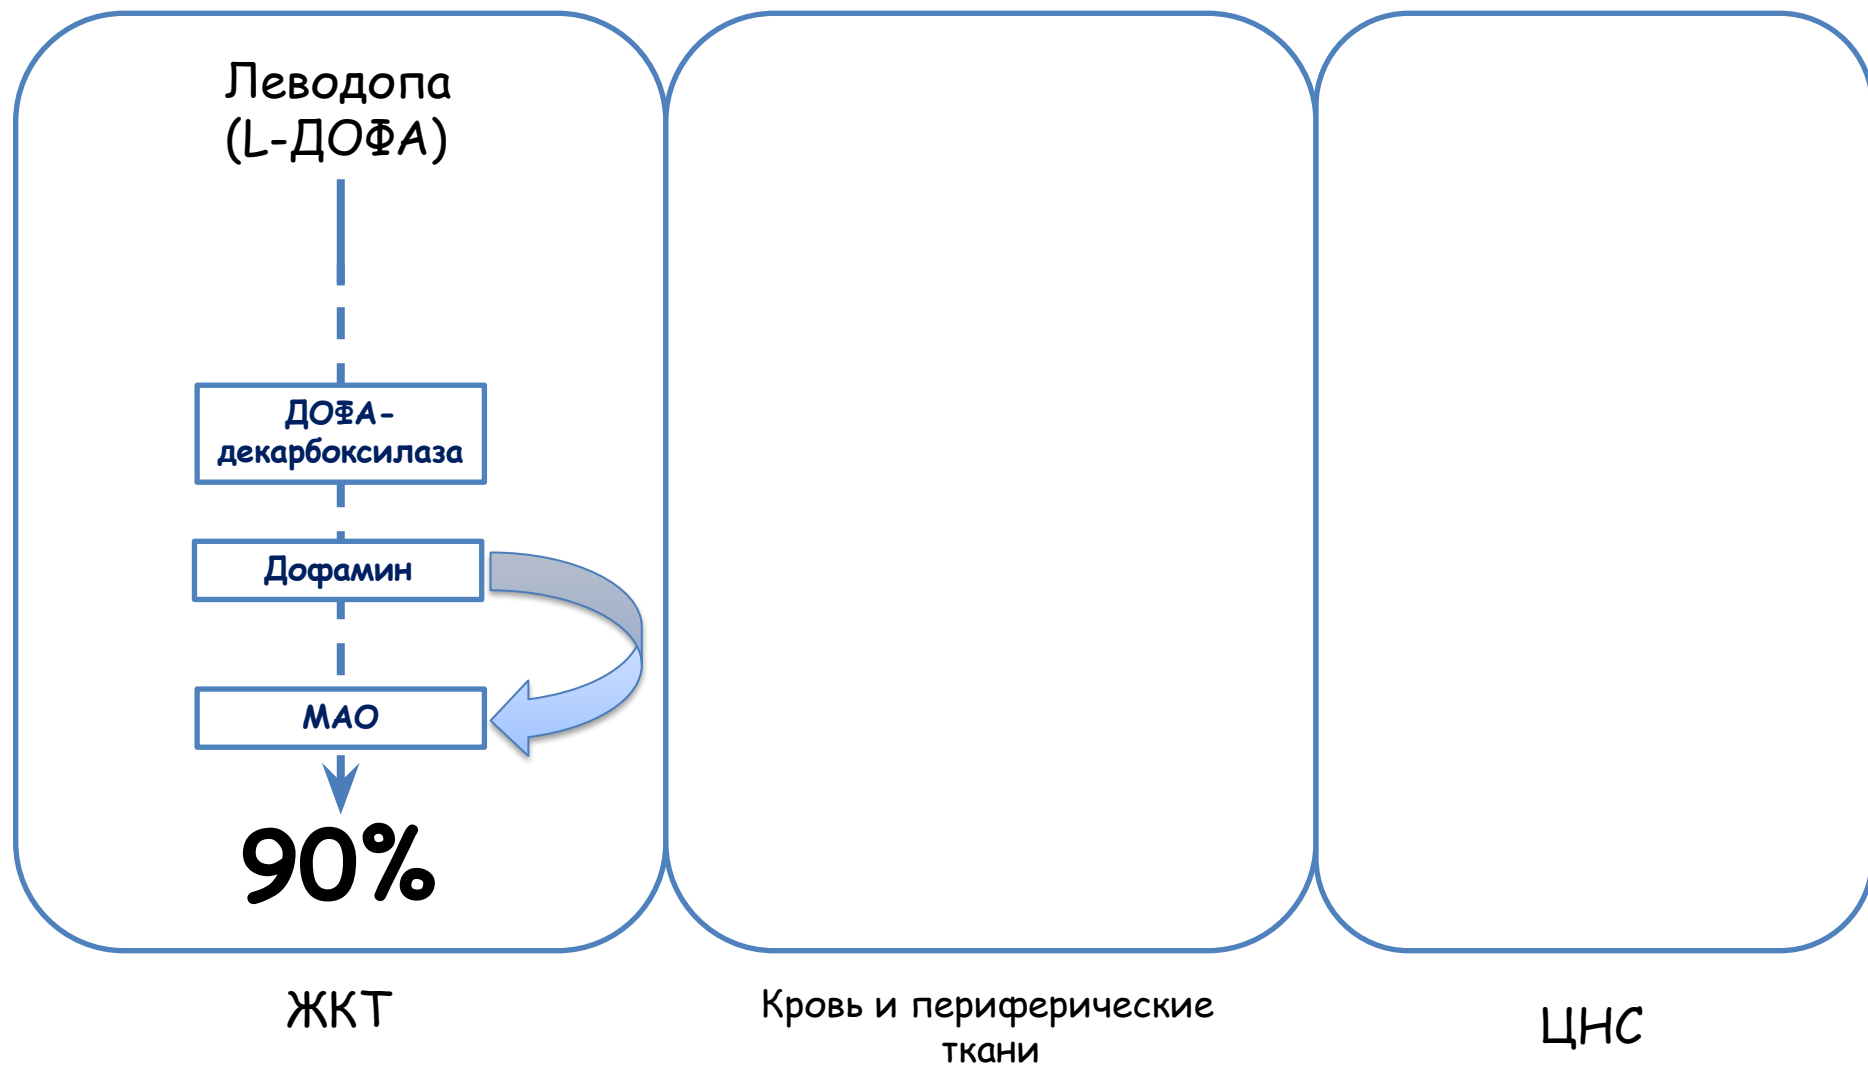 Леводопа
(L-ДОФА)
ДОФА-
декарбоксилаза
Дофамин
МАО
90%
ЖКТ
Кровь и периферические
ткани
ЦНС